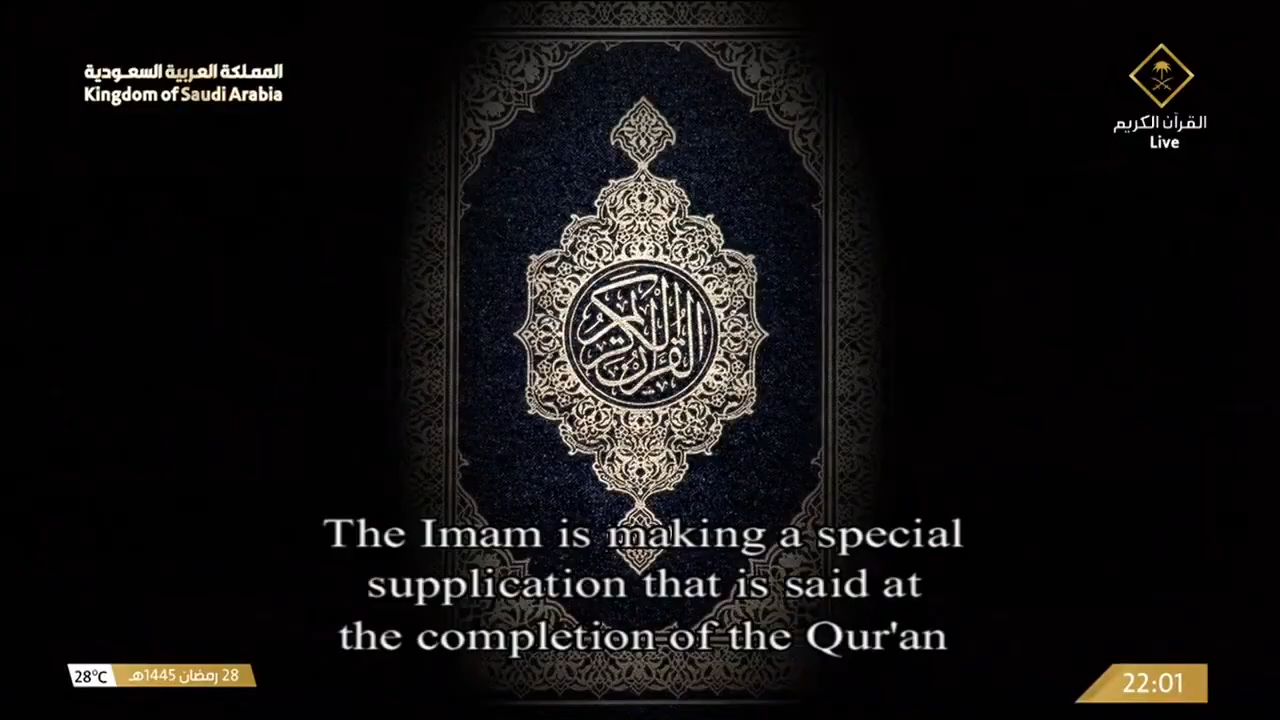 المملكة العربية السعودية
Kingdom of Saudi Arabia
القرآن الكريم
Live
القرآن الكريم
The Imam is making a special
supplication that is said at
the completion of the Qur'an
28°C
28 رمضان 1445هـ
22:01